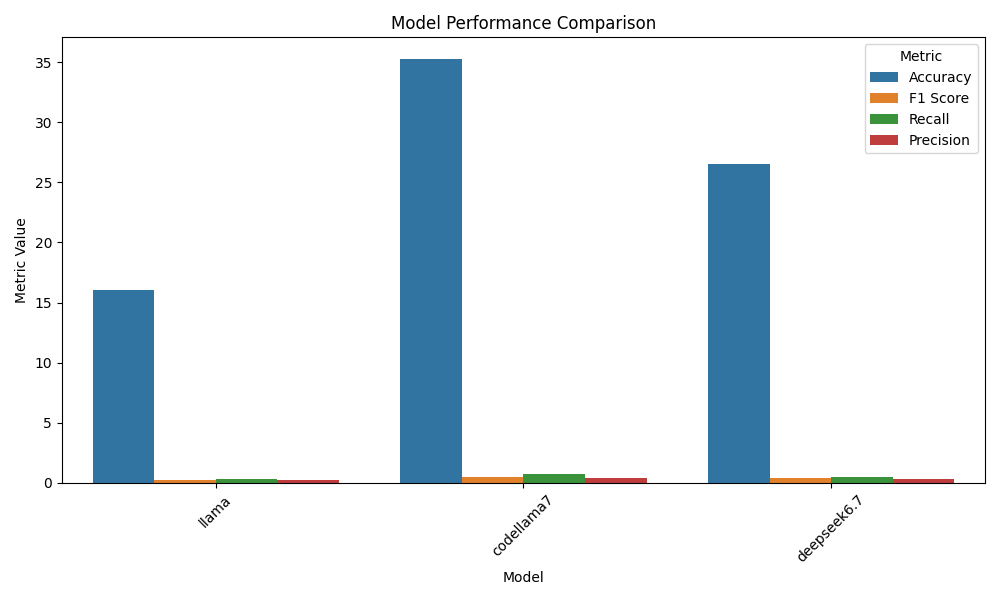 Model Performance Comparison
Metric
Accuracy
F1 Score
Recall
Precision
Metric Value
35
30
25
20
15
10
5
0
llama
codellama7
deepseek6.7
Model